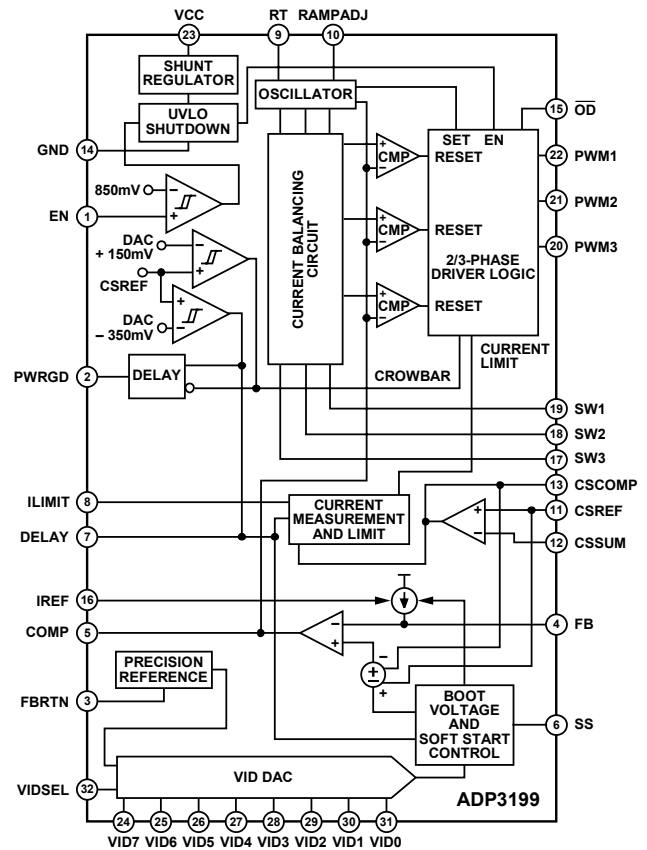 VCC RT RAMPADJ
23 9 10
SHUNT
REGULATOR
OSCILLATOR
UVLO
SHUTDOWN
GND 14
15 OD
SET EN
22 PWM1
21 PWM2
20 PWM3
850mV
−
+
EN 1
DAC
+ 150mV
−
+
CSREF
+
−
DAC
− 350mV
CURRENT BALANCING
CIRCUIT
+
CMP
−
RESET
+
CMP
−
RESET
+
CMP
−
RESET
2/3-PHASE
DRIVER LOGIC
PWRGD 2
DELAY
CROWBAR
CURRENT
LIMIT
19 SW1
18 SW2
17 SW3
13 CSCOMP
11 CSREF
12 CSSUM
ILIMIT 8
DELAY 7
CURRENT
MEASUREMENT
AND LIMIT
+
−
IREF 16
COMP 5
−
+
4 FB
−
±
+
PRECISION
REFERENCE
FBRTN 3
BOOT
VOLTAGE
AND
SOFT START
CONTROL
6 SS
VIDSEL 32
VID DAC
ADP3199
24 25 26 27 28 29 30 31
VID7 VID6 VID5 VID4 VID3 VID2 VID1 VID0